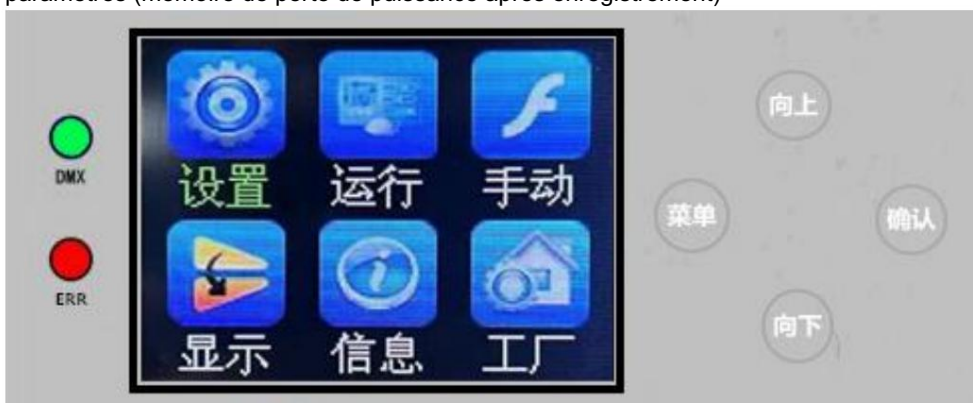 paramètres (mémoire de perte de puissance après enregistrement)
DMX
ERR
设置 运行 手动
显示 信息 工厂
向上
菜单 确认
向下